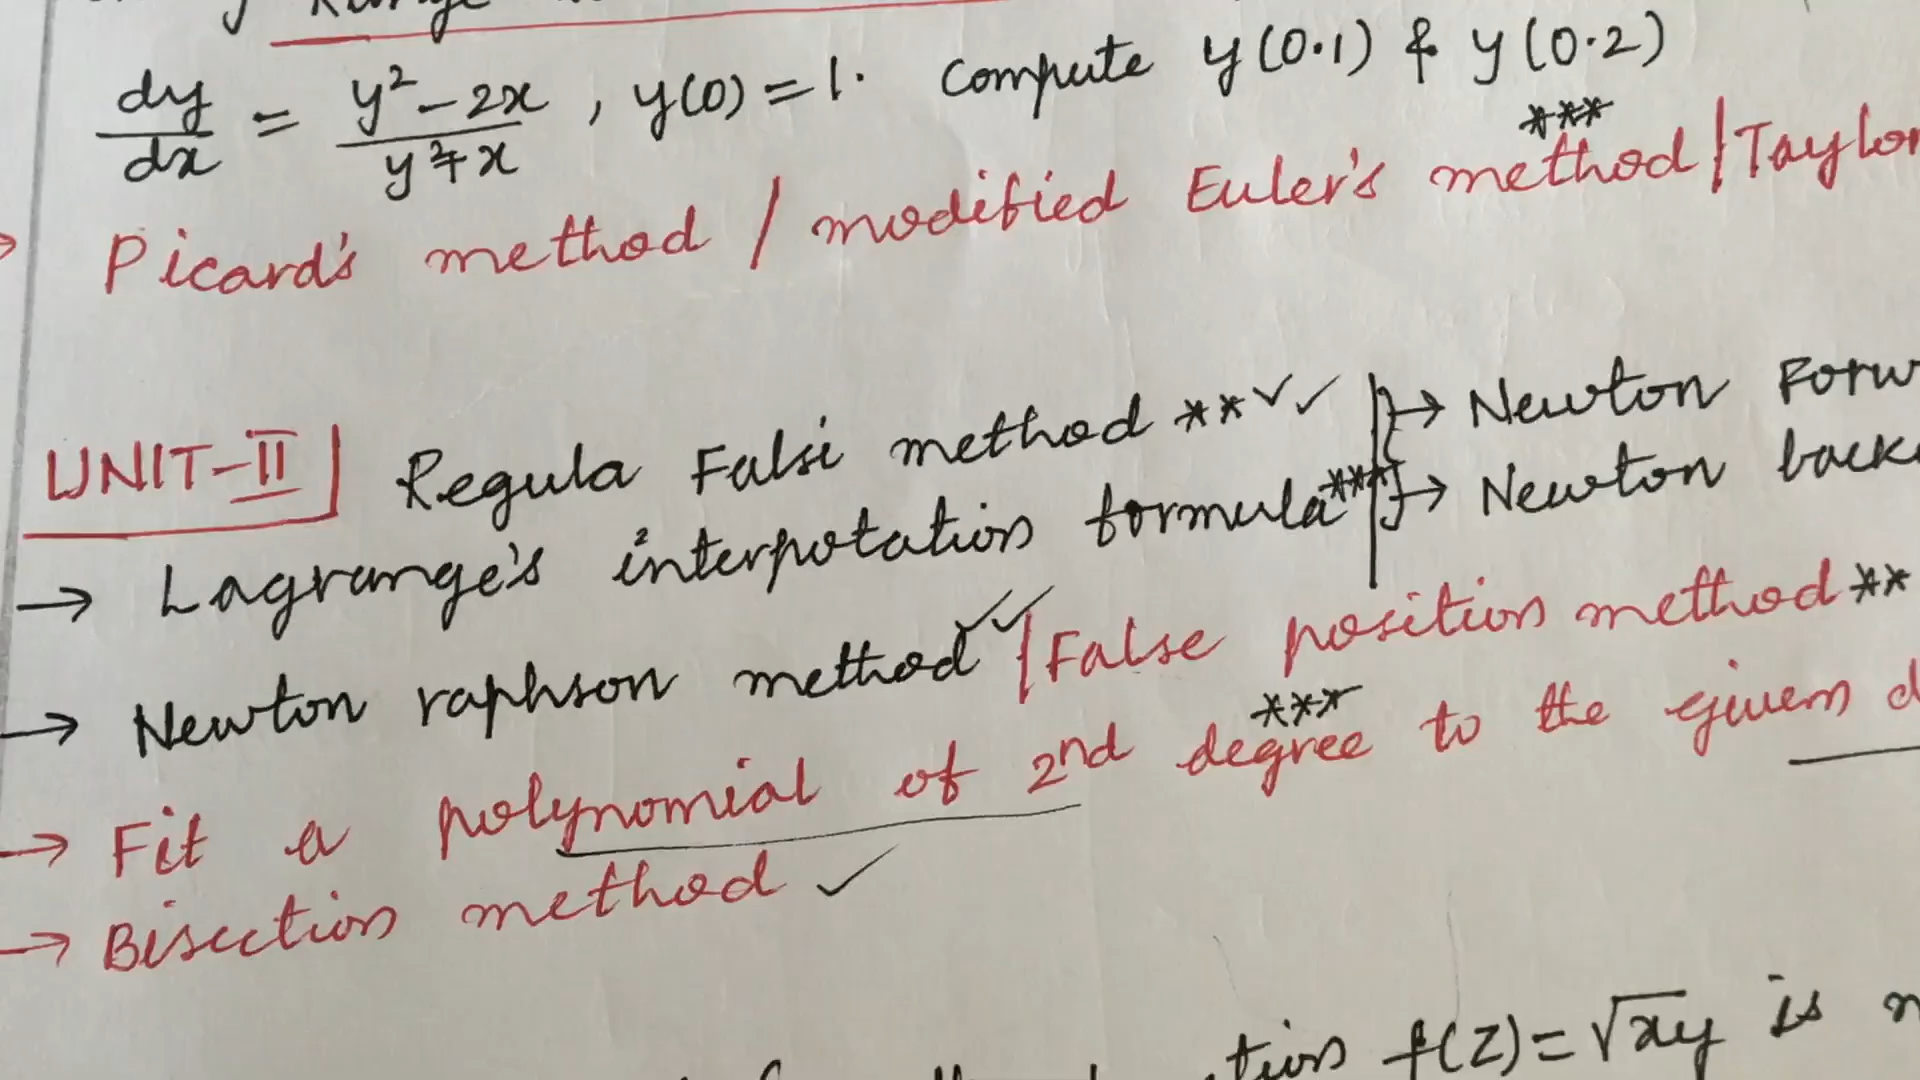 dy/dx = (y² - 2x)/(y² + x), y(0) = 1. Compute y(0.1) & y(0.2)
Picard's method / modified Euler's method*** / Taylor
UNIT-II Regula Falsi method **✓✓ → Newton Forw
→ Lagrange's interpotation formula*** → Newton back
→ Newton raphson method ✓✓ / False position method **
→ Fit a polynomial of 2nd degree*** to the given d
→ Bisection method ✓
f(Z) = √xy is